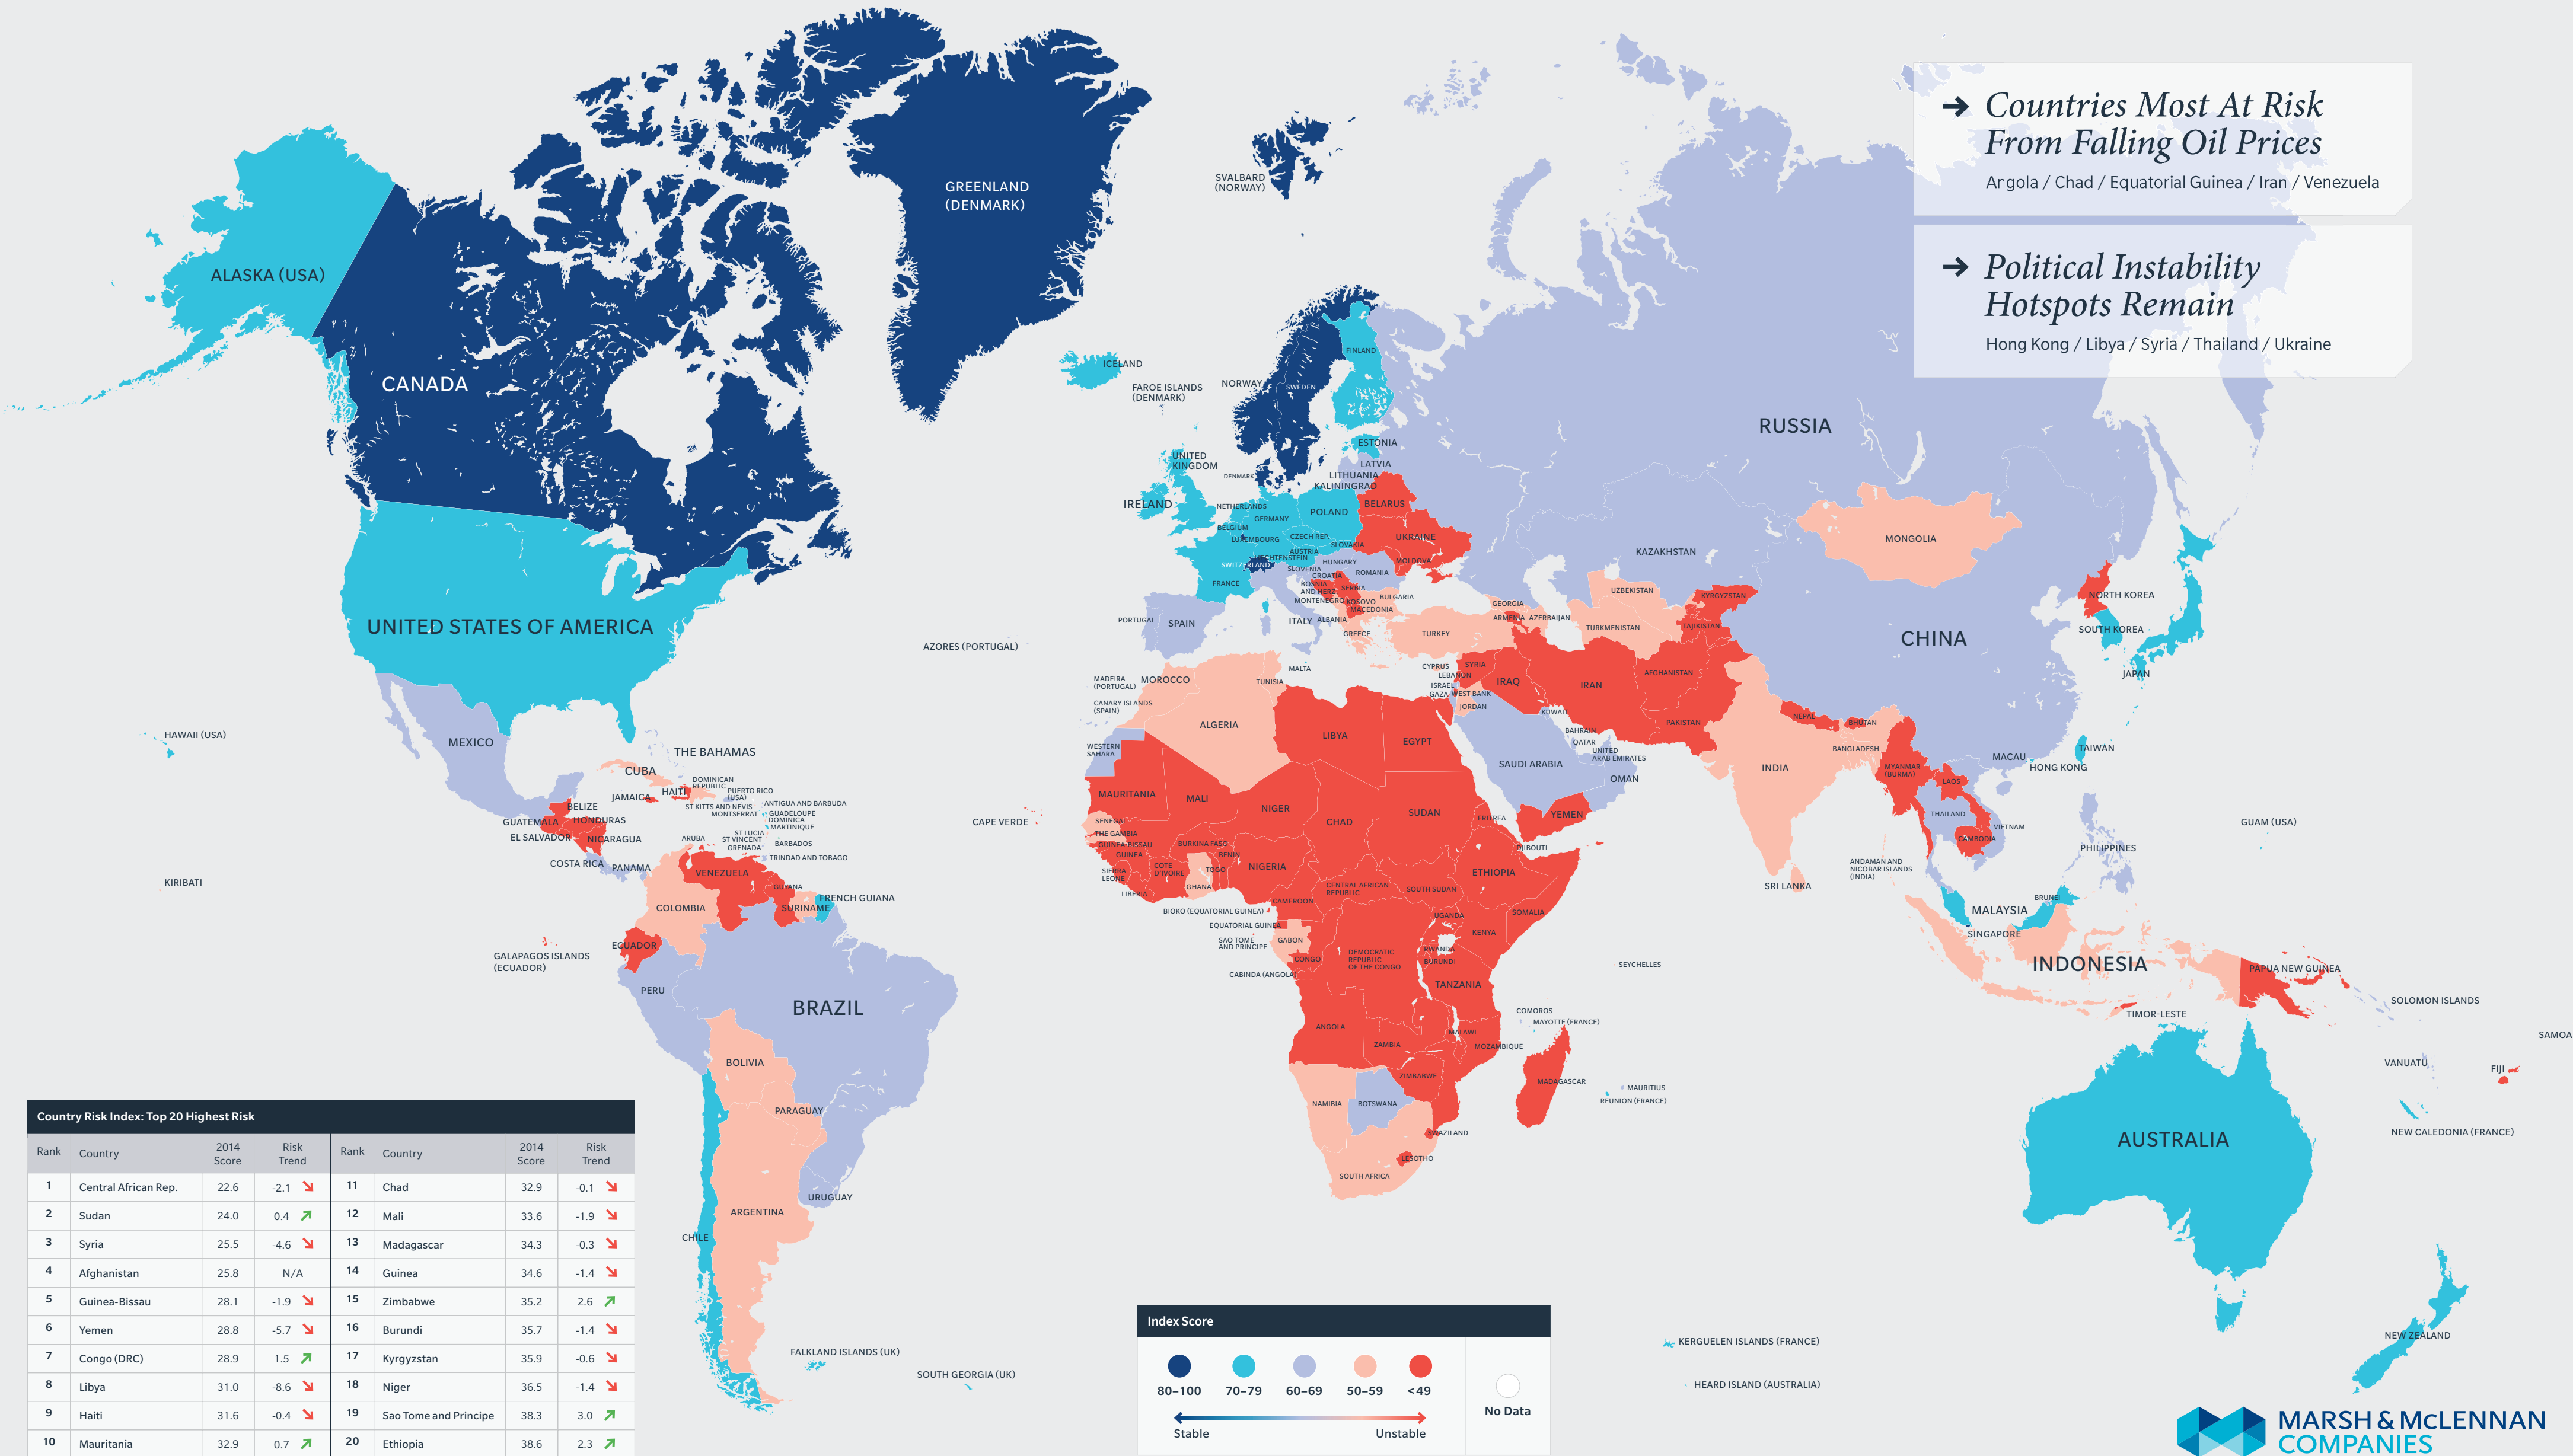 GREENLAND
(DENMARK)
SVALBARD
(NORWAY)
→ Countries Most At Risk
From Falling Oil Prices
Angola / Chad / Equatorial Guinea / Iran / Venezuela
→ Political Instability
Hotspots Remain
Hong Kong / Libya / Syria / Thailand / Ukraine
ALASKA (USA)
CANADA
ICELAND
FAROE ISLANDS
(DENMARK)
NORWAY
SWEDEN
FINLAND
RUSSIA
ESTONIA
LATVIA
LITHUANIA
KALININGRAD
UNITED
KINGDOM
DENMARK
IRELAND
NETHERLANDS
GERMANY
POLAND
BELARUS
BELGIUM
LUXEMBOURG
CZECH REP.
SLOVAKIA
UKRAINE
AUSTRIA
LIECHTENSTEIN
SWITZERLAND
HUNGARY
MOLDOVA
SLOVENIA
CROATIA
ROMANIA
FRANCE
BOSNIA
AND HERZ.
SERBIA
MONTENEGRO
KOSOVO
BULGARIA
MACEDONIA
PORTUGAL
SPAIN
ITALY
ALBANIA
GREECE
TURKEY
GEORGIA
ARMENIA
AZERBAIJAN
KAZAKHSTAN
UZBEKISTAN
KYRGYZSTAN
TURKMENISTAN
TAJIKISTAN
MONGOLIA
CHINA
NORTH KOREA
SOUTH KOREA
JAPAN
UNITED STATES OF AMERICA
AZORES (PORTUGAL)
MADEIRA
(PORTUGAL)
MOROCCO
TUNISIA
MALTA
CYPRUS
SYRIA
LEBANON
ISRAEL
GAZA
WEST BANK
JORDAN
IRAQ
IRAN
KUWAIT
AFGHANISTAN
PAKISTAN
NEPAL
BHUTAN
BANGLADESH
INDIA
CANARY ISLANDS
(SPAIN)
ALGERIA
LIBYA
EGYPT
WESTERN
SAHARA
BAHRAIN
QATAR
UNITED
ARAB EMIRATES
SAUDI ARABIA
OMAN
YEMEN
HAWAII (USA)
MEXICO
THE BAHAMAS
CUBA
DOMINICAN
REPUBLIC
HAITI
JAMAICA
PUERTO RICO
(USA)
ST KITTS AND NEVIS
MONTSERRAT
ANTIGUA AND BARBUDA
GUADELOUPE
DOMINICA
MARTINIQUE
ST LUCIA
ST VINCENT
GRENADA
BARBADOS
TRINDAD AND TOBAGO
ARUBA
BELIZE
GUATEMALA
HONDURAS
EL SALVADOR
NICARAGUA
COSTA RICA
PANAMA
VENEZUELA
GUYANA
SURINAME
FRENCH GUIANA
COLOMBIA
ECUADOR
KIRIBATI
GALAPAGOS ISLANDS
(ECUADOR)
PERU
BRAZIL
BOLIVIA
PARAGUAY
URUGUAY
ARGENTINA
CHILE
FALKLAND ISLANDS (UK)
SOUTH GEORGIA (UK)
CAPE VERDE
MAURITANIA
MALI
NIGER
CHAD
SUDAN
ERITREA
DJIBOUTI
SENEGAL
THE GAMBIA
GUINEA-BISSAU
GUINEA
SIERRA
LEONE
LIBERIA
COTE
D'IVOIRE
BURKINA FASO
GHANA
TOGO
BENIN
NIGERIA
CAMEROON
CENTRAL AFRICAN
REPUBLIC
SOUTH SUDAN
ETHIOPIA
SOMALIA
BIOKO (EQUATORIAL GUINEA)
EQUATORIAL GUINEA
SAO TOME
AND PRINCIPE
GABON
CONGO
DEMOCRATIC
REPUBLIC
OF THE CONGO
UGANDA
KENYA
RWANDA
BURUNDI
CABINDA (ANGOLA)
TANZANIA
SEYCHELLES
ANGOLA
ZAMBIA
MALAWI
MOZAMBIQUE
COMOROS
MAYOTTE (FRANCE)
MADAGASCAR
MAURITIUS
REUNION (FRANCE)
ZIMBABWE
NAMIBIA
BOTSWANA
SWAZILAND
LESOTHO
SOUTH AFRICA
MYANMAR
(BURMA)
LAOS
THAILAND
VIETNAM
CAMBODIA
MACAU
HONG KONG
TAIWAN
PHILIPPINES
GUAM (USA)
ANDAMAN AND
NICOBAR ISLANDS
(INDIA)
SRI LANKA
BRUNEI
MALAYSIA
SINGAPORE
INDONESIA
TIMOR-LESTE
PAPUA NEW GUINEA
SOLOMON ISLANDS
SAMOA
VANUATU
FIJI
NEW CALEDONIA (FRANCE)
AUSTRALIA
NEW ZEALAND
KERGUELEN ISLANDS (FRANCE)
HEARD ISLAND (AUSTRALIA)
Country Risk Index: Top 20 Highest Risk
Rank Country 2014 Score Risk Trend Rank Country 2014 Score Risk Trend
1 Central African Rep. 22.6 -2.1 11 Chad 32.9 -0.1
2 Sudan 24.0 0.4 12 Mali 33.6 -1.9
3 Syria 25.5 -4.6 13 Madagascar 34.3 -0.3
4 Afghanistan 25.8 N/A 14 Guinea 34.6 -1.4
5 Guinea-Bissau 28.1 -1.9 15 Zimbabwe 35.2 2.6
6 Yemen 28.8 -5.7 16 Burundi 35.7 -1.4
7 Congo (DRC) 28.9 1.5 17 Kyrgyzstan 35.9 -0.6
8 Libya 31.0 -8.6 18 Niger 36.5 -1.4
9 Haiti 31.6 -0.4 19 Sao Tome and Principe 38.3 3.0
10 Mauritania 32.9 0.7 20 Ethiopia 38.6 2.3
Index Score
80–100 70–79 60–69 50–59 <49
No Data
Stable Unstable
MARSH & McLENNAN
COMPANIES